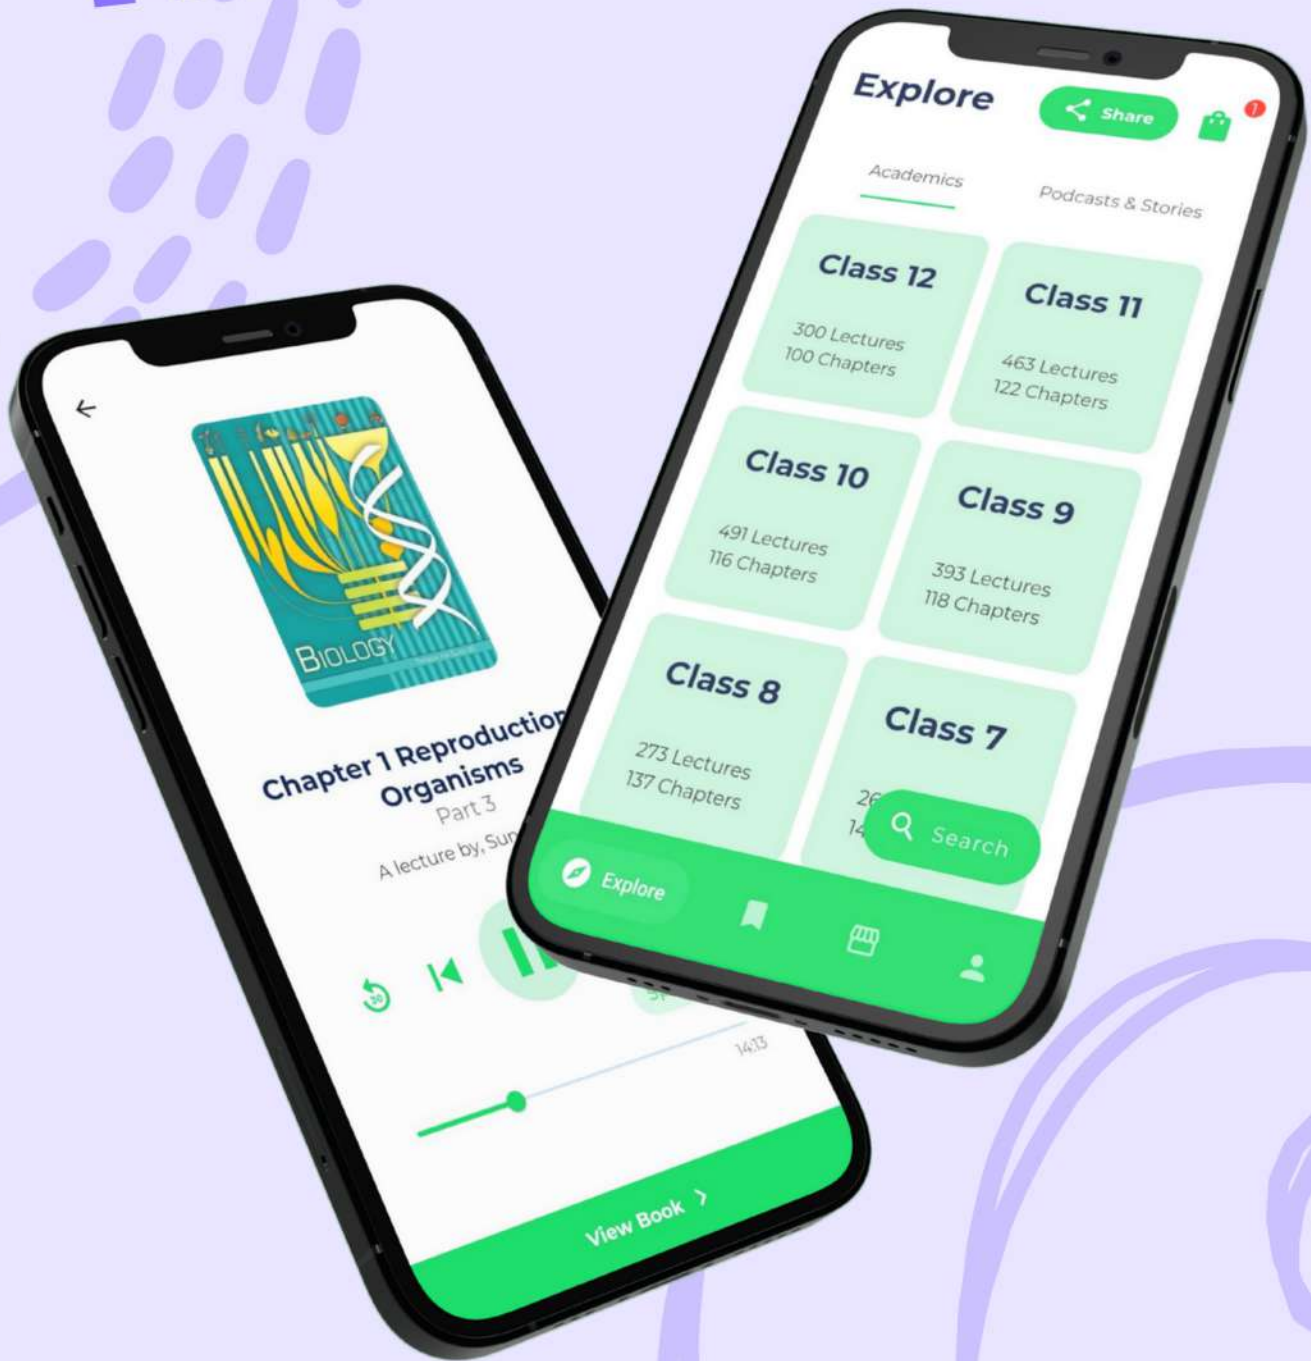 Explore
Share
1
Academics
Podcasts & Stories
Class 12
300 Lectures
100 Chapters
Class 11
463 Lectures
122 Chapters
Class 10
491 Lectures
116 Chapters
Class 9
393 Lectures
118 Chapters
Class 8
273 Lectures
137 Chapters
Class 7
Search
Explore
BIOLOGY
Chapter 1 Reproduction
Organisms
Part 3
A lecture by,
30
14:13
View Book